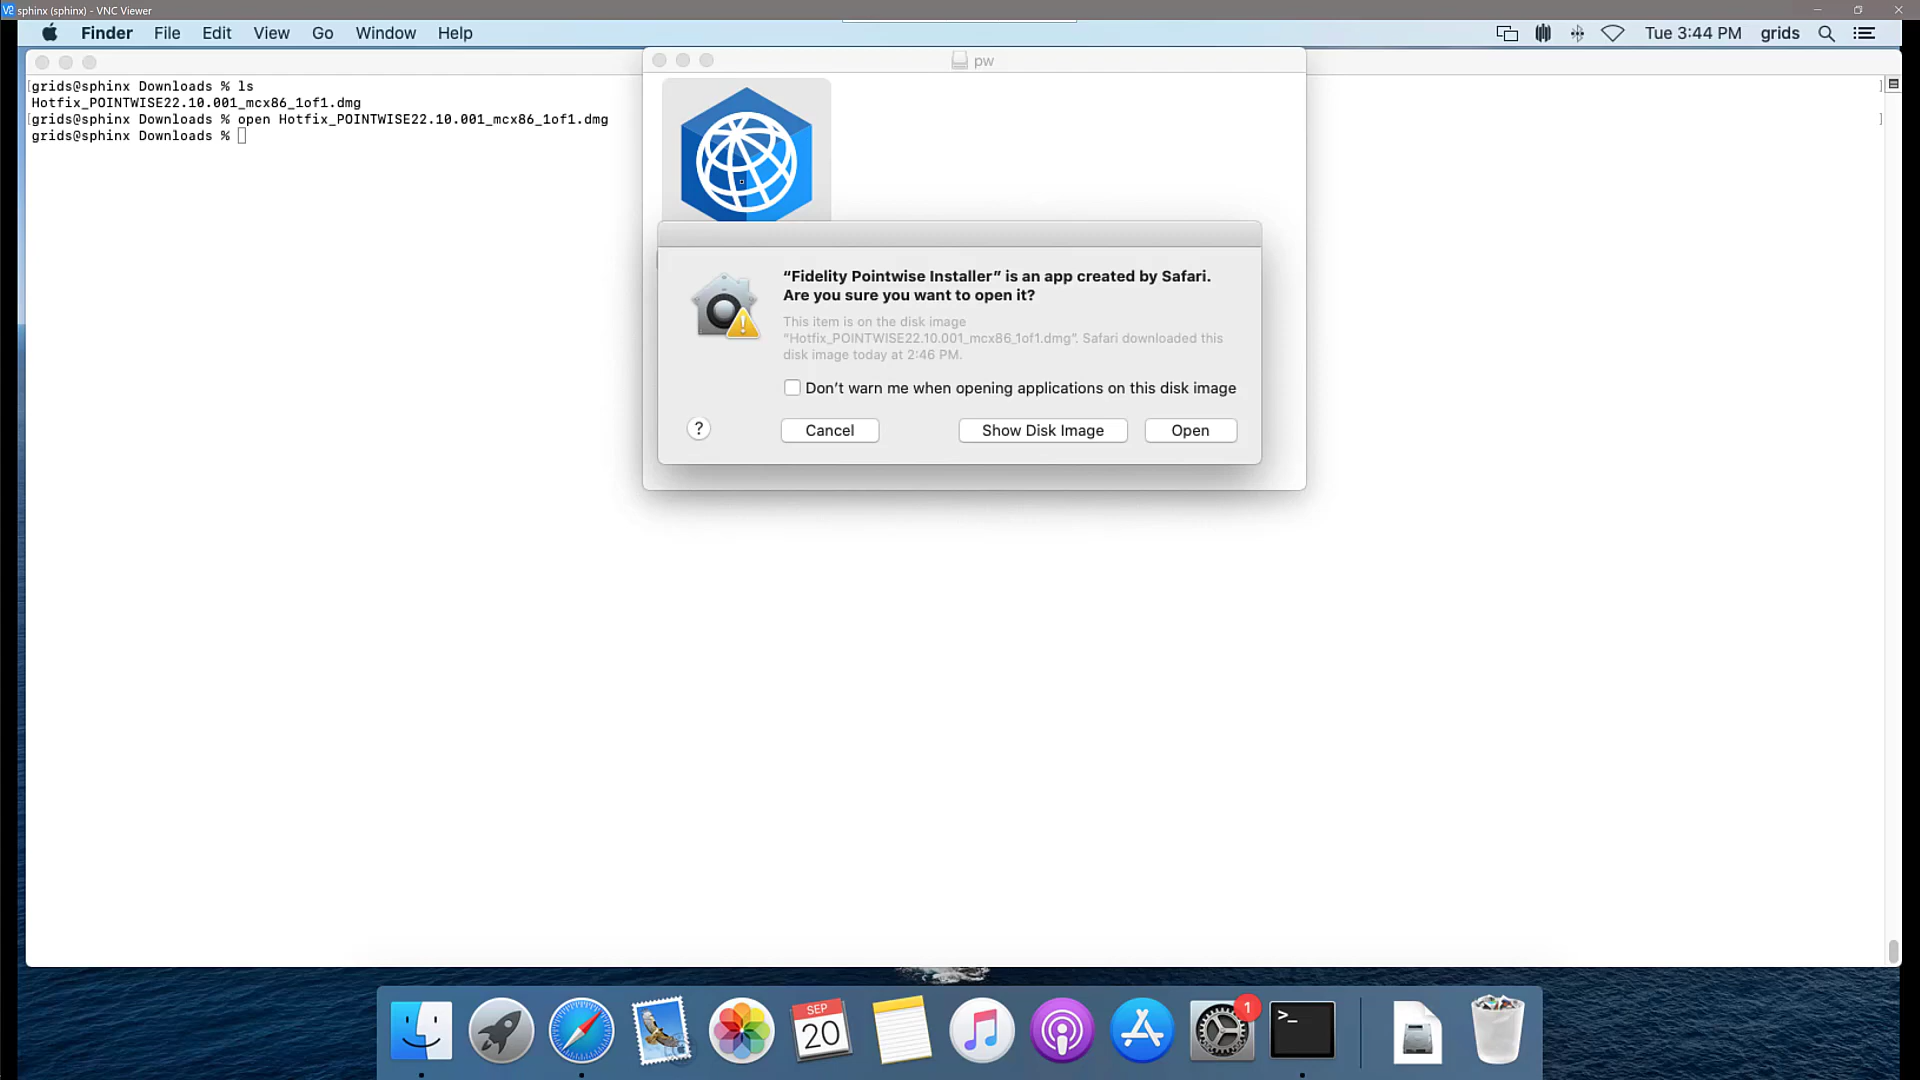 sphinx (sphinx) - VNC Viewer
Finder File Edit View Go Window Help
Tue 3:44 PM grids
pw
[grids@sphinx Downloads % ls ]
Hotfix_POINTWISE22.10.001_mcx86_1of1.dmg
[grids@sphinx Downloads % open Hotfix_POINTWISE22.10.001_mcx86_1of1.dmg ]
grids@sphinx Downloads %
“Fidelity Pointwise Installer” is an app created by Safari.
Are you sure you want to open it?
This item is on the disk image
“Hotfix_POINTWISE22.10.001_mcx86_1of1.dmg”. Safari downloaded this
disk image today at 2:46 PM.
Don’t warn me when opening applications on this disk image
? Cancel Show Disk Image Open
SEP
20
1
>_